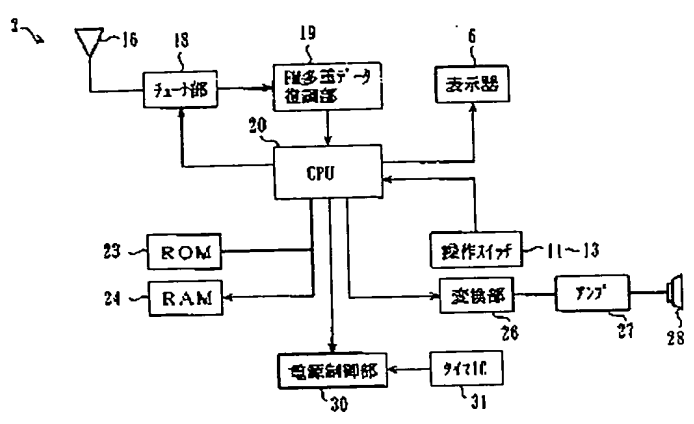 3
16
18
チューナ部
19
FM多重データ
復調部
6
表示器
20
CPU
23
ROM
24
RAM
操作スイッチ
11~13
変換部
26
アンプ
27
28
電源制御部
30
タイマIC
31